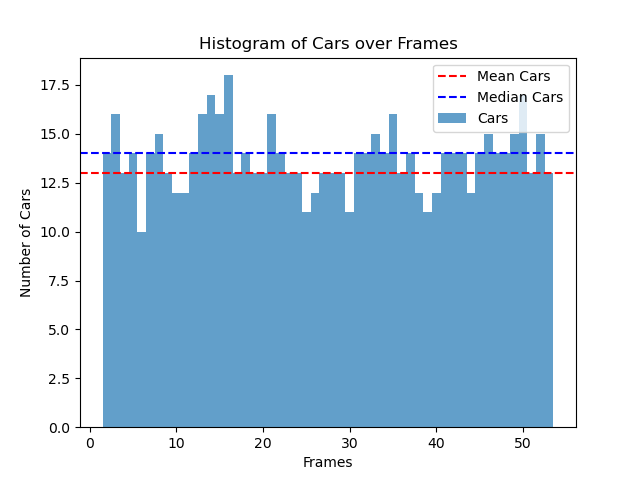 Histogram of Cars over Frames
Mean Cars
Median Cars
Cars
17.5
15.0
12.5
10.0
7.5
5.0
2.5
0.0
Number of Cars
0 10 20 30 40 50
Frames